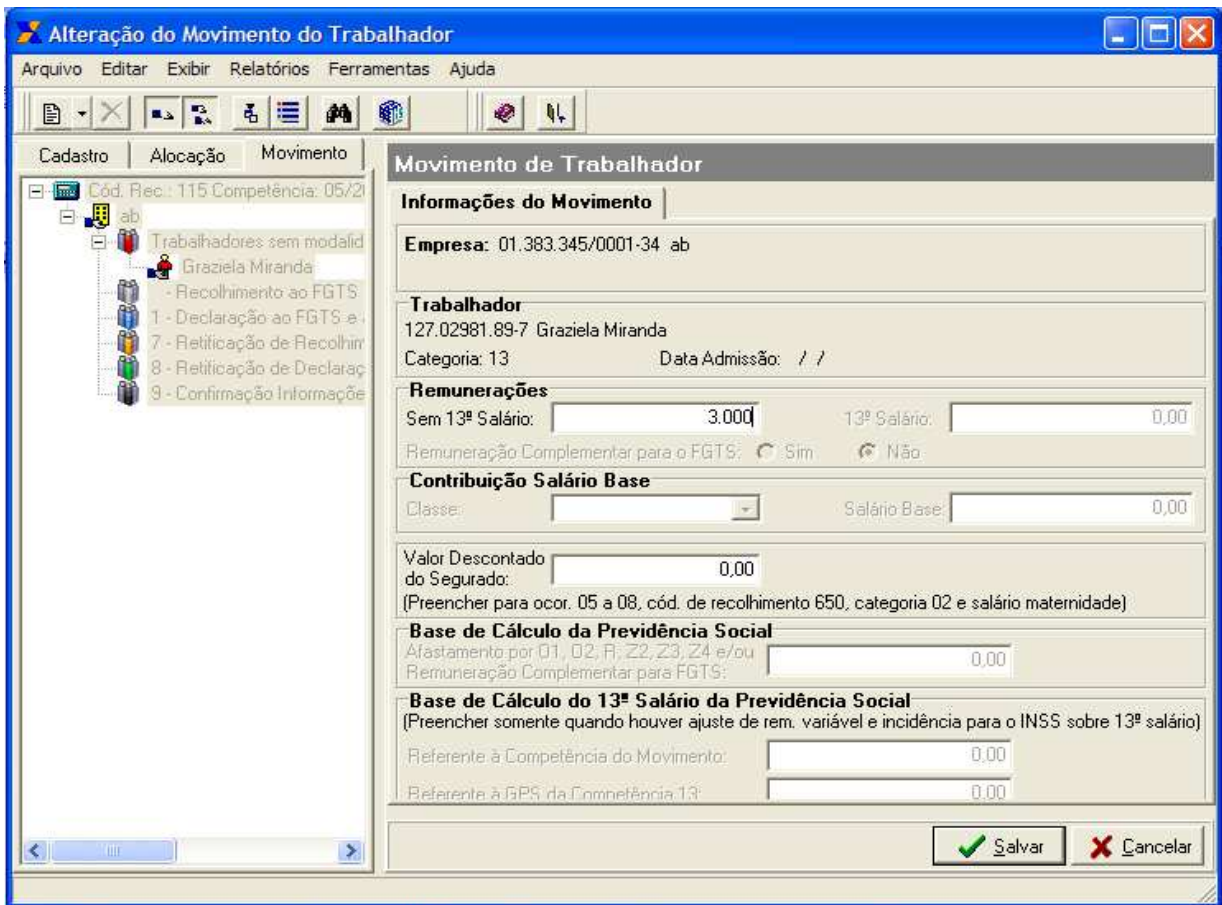 Alteração do Movimento do Trabalhador
Arquivo Editar Exibir Relatórios Ferramentas Ajuda
Cadastro Alocação Movimento
Cód. Rec.: 115 Competência: 05/20
ab
Trabalhadores sem modalid
Graziela Miranda
- Recolhimento ao FGTS
1 - Declaração ao FGTS e
7 - Retificação de Recolhim
8 - Retificação de Declaraç
9 - Confirmação Informaçõe
Movimento de Trabalhador
Informações do Movimento
Empresa: 01.383.345/0001-34 ab
Trabalhador
127.02981.89-7 Graziela Miranda
Categoria: 13 Data Admissão: / /
Remunerações
Sem 13º Salário: 3.000 13º Salário: 0,00
Remuneração Complementar para o FGTS: Sim Não
Contribuição Salário Base
Classe: Salário Base: 0,00
Valor Descontado
do Segurado: 0,00
(Preencher para ocor. 05 a 08, cód. de recolhimento 650, categoria 02 e salário maternidade)
Base de Cálculo da Previdência Social
Afastamento por O1, O2, R, Z2, Z3, Z4 e/ou
Remuneração Complementar para FGTS: 0,00
Base de Cálculo do 13º Salário da Previdência Social
(Preencher somente quando houver ajuste de rem. variável e incidência para o INSS sobre 13º salário)
Referente à Competência do Movimento: 0,00
Referente à GPS da Competência 13: 0,00
Salvar Cancelar